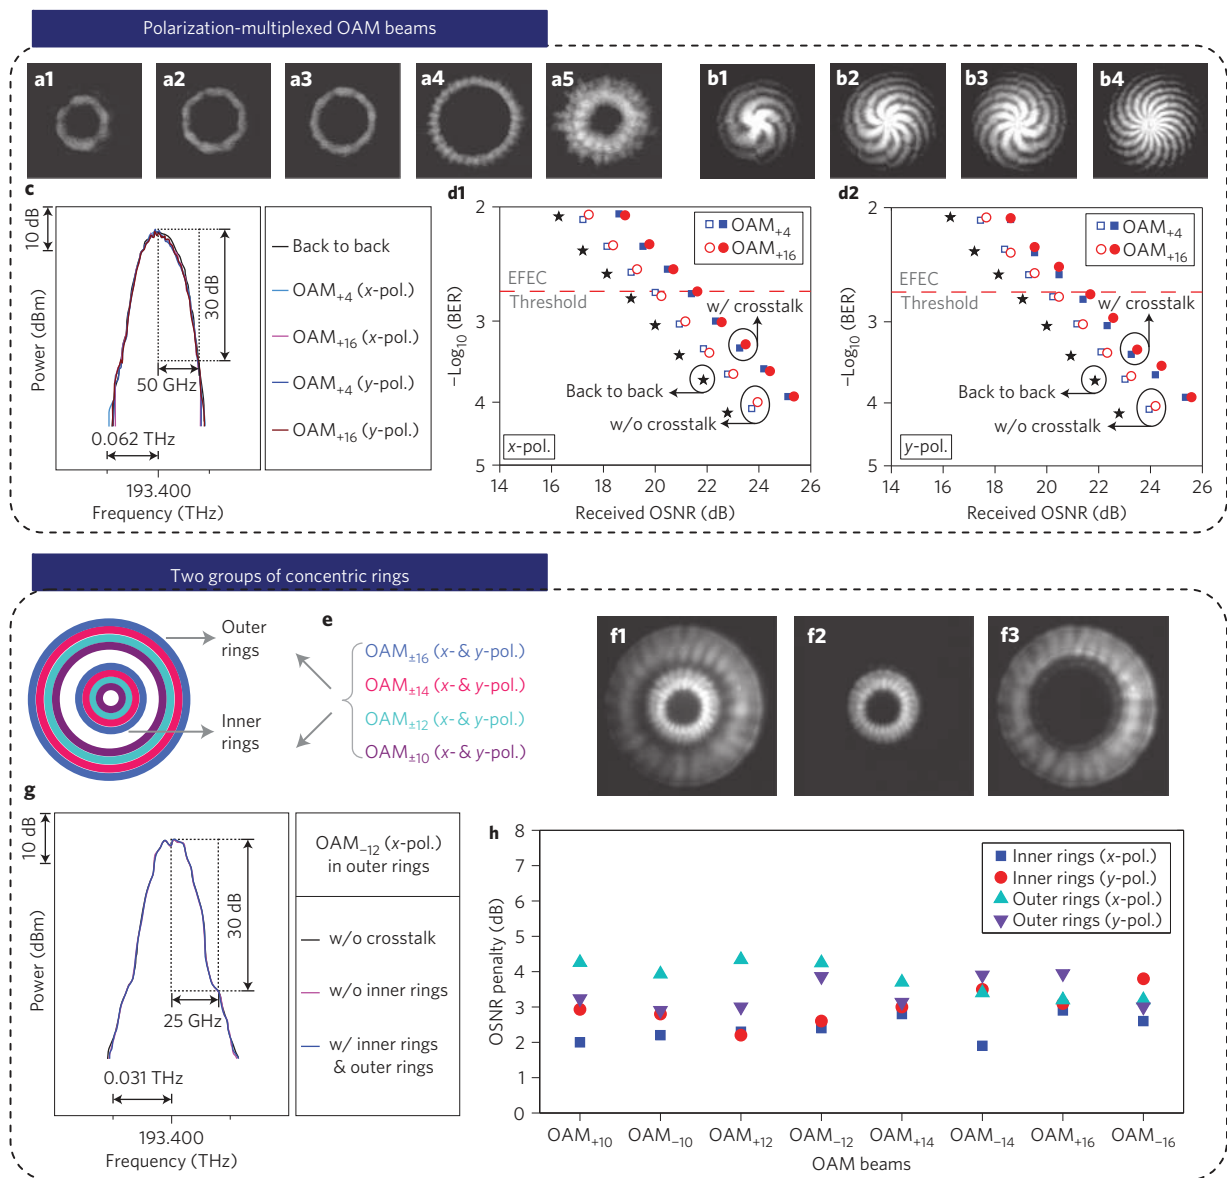 Polarization-multiplexed OAM beams
a1
a2
a3
a4
a5
b1
b2
b3
b4
c
10 dB
30 dB
50 GHz
0.062 THz
Power (dBm)
193.400
Frequency (THz)
Back to back
OAM+4 (x-pol.)
OAM+16 (x-pol.)
OAM+4 (y-pol.)
OAM+16 (y-pol.)
d1
2
3
4
5
−Log10 (BER)
OAM+4
OAM+16
EFEC
Threshold
w/ crosstalk
Back to back
w/o crosstalk
x-pol.
14 16 18 20 22 24 26
Received OSNR (dB)
d2
2
3
4
5
−Log10 (BER)
OAM+4
OAM+16
EFEC
Threshold
w/ crosstalk
Back to back
w/o crosstalk
y-pol.
14 16 18 20 22 24 26
Received OSNR (dB)
Two groups of concentric rings
Outer
rings
Inner
rings
e
OAM±16 (x- & y-pol.)
OAM±14 (x- & y-pol.)
OAM±12 (x- & y-pol.)
OAM±10 (x- & y-pol.)
f1
f2
f3
g
10 dB
30 dB
25 GHz
0.031 THz
Power (dBm)
193.400
Frequency (THz)
OAM−12 (x-pol.)
in outer rings
w/o crosstalk
w/o inner rings
w/ inner rings
& outer rings
h
8
7
6
5
4
3
2
1
0
OSNR penalty (dB)
Inner rings (x-pol.)
Inner rings (y-pol.)
Outer rings (x-pol.)
Outer rings (y-pol.)
OAM+10 OAM−10 OAM+12 OAM−12 OAM+14 OAM−14 OAM+16 OAM−16
OAM beams